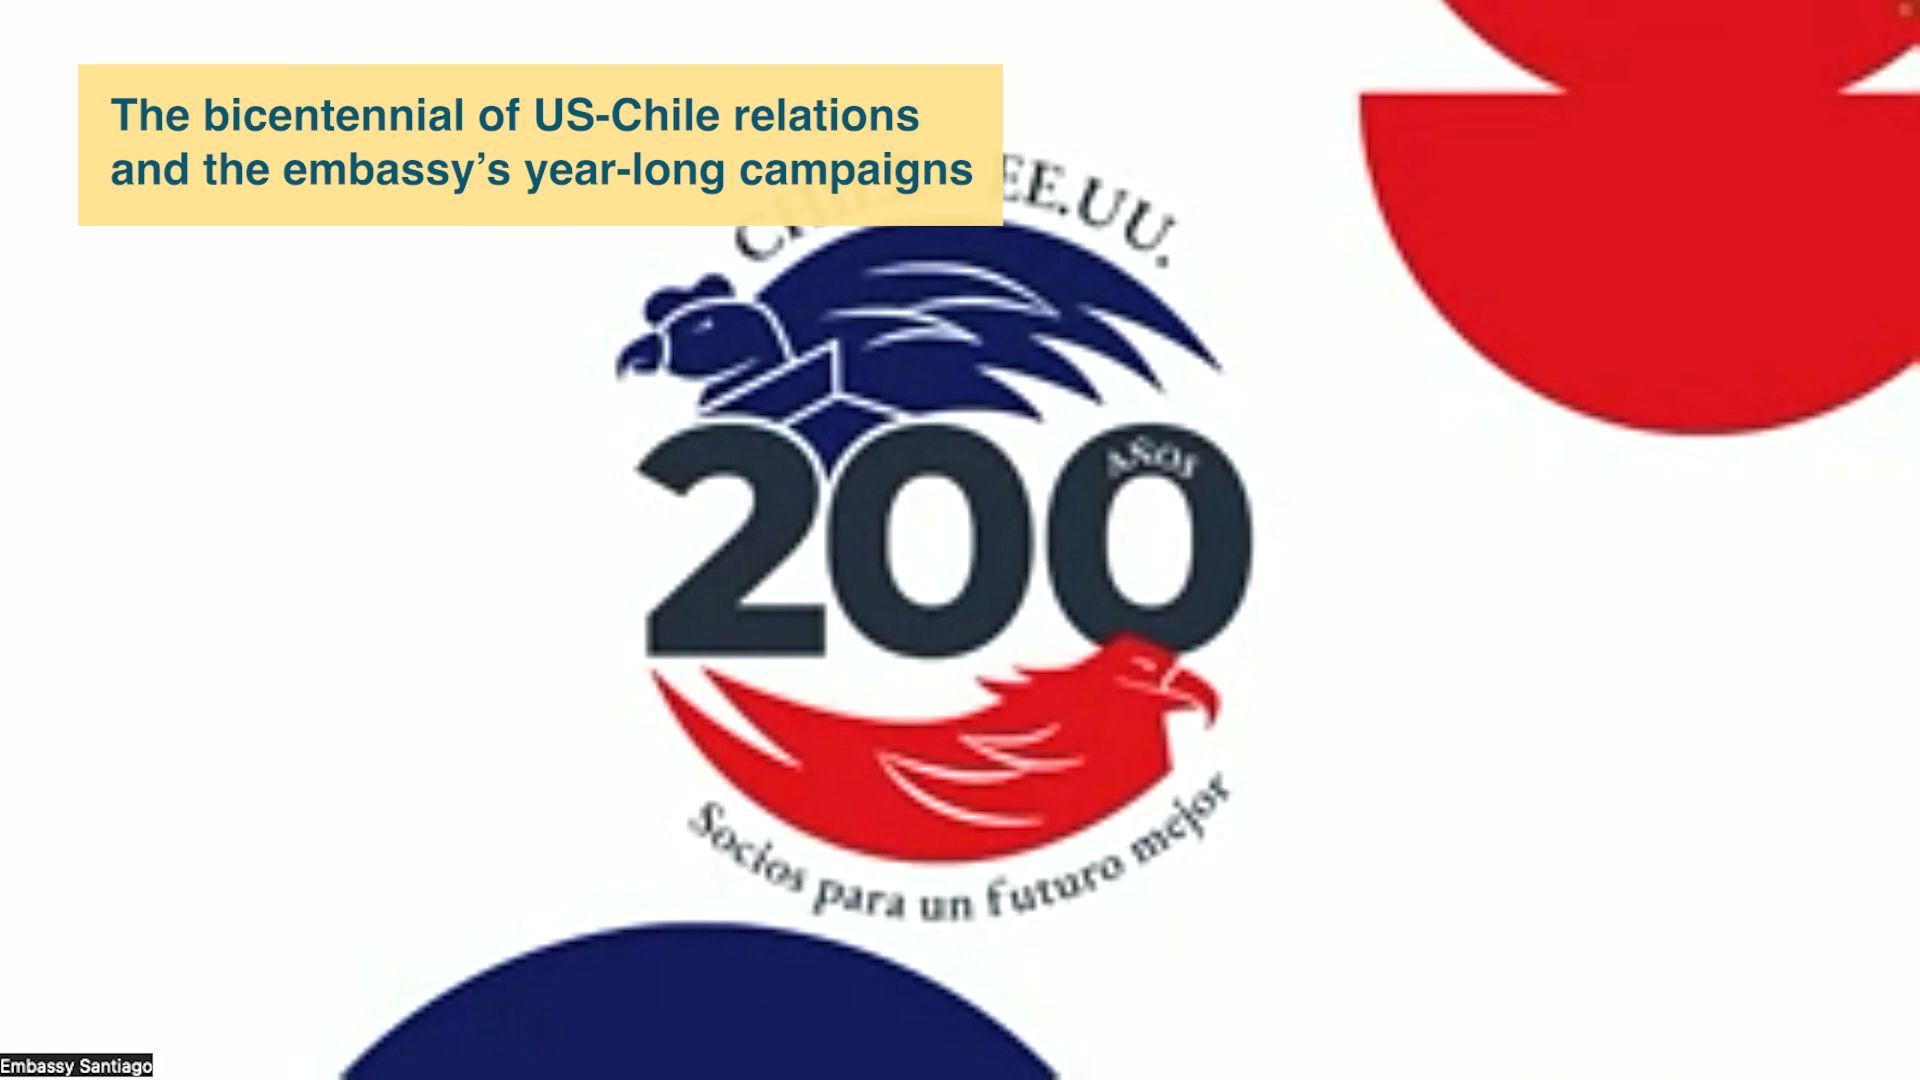 The bicentennial of US-Chile relations
and the embassy’s year-long campaigns
EE.UU.
200
AÑOS
Socios para un futuro mejor
Embassy Santiago